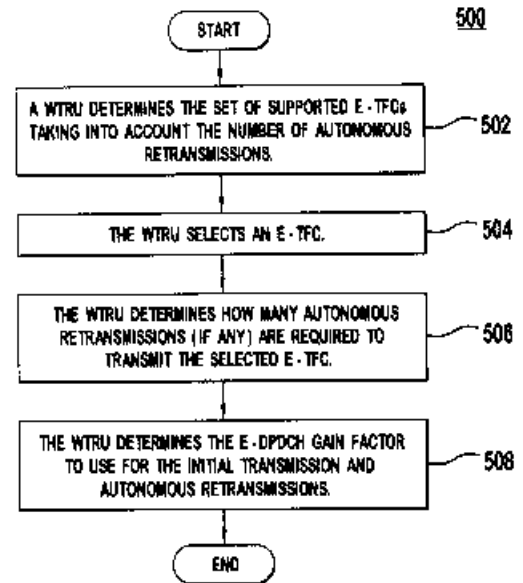 500
START
A WTRU DETERMINES THE SET OF SUPPORTED E-TFCs
TAKING INTO ACCOUNT THE NUMBER OF AUTONOMOUS
RETRANSMISSIONS.
502
THE WTRU SELECTS AN E-TFC.
504
THE WTRU DETERMINES HOW MANY AUTONOMOUS
RETRANSMISSIONS (IF ANY) ARE REQUIRED TO
TRANSMIT THE SELECTED E-TFC.
506
THE WTRU DETERMINES THE E-DPDCH GAIN FACTOR
TO USE FOR THE INITIAL TRANSMISSION AND
AUTONOMOUS RETRANSMISSIONS.
508
END